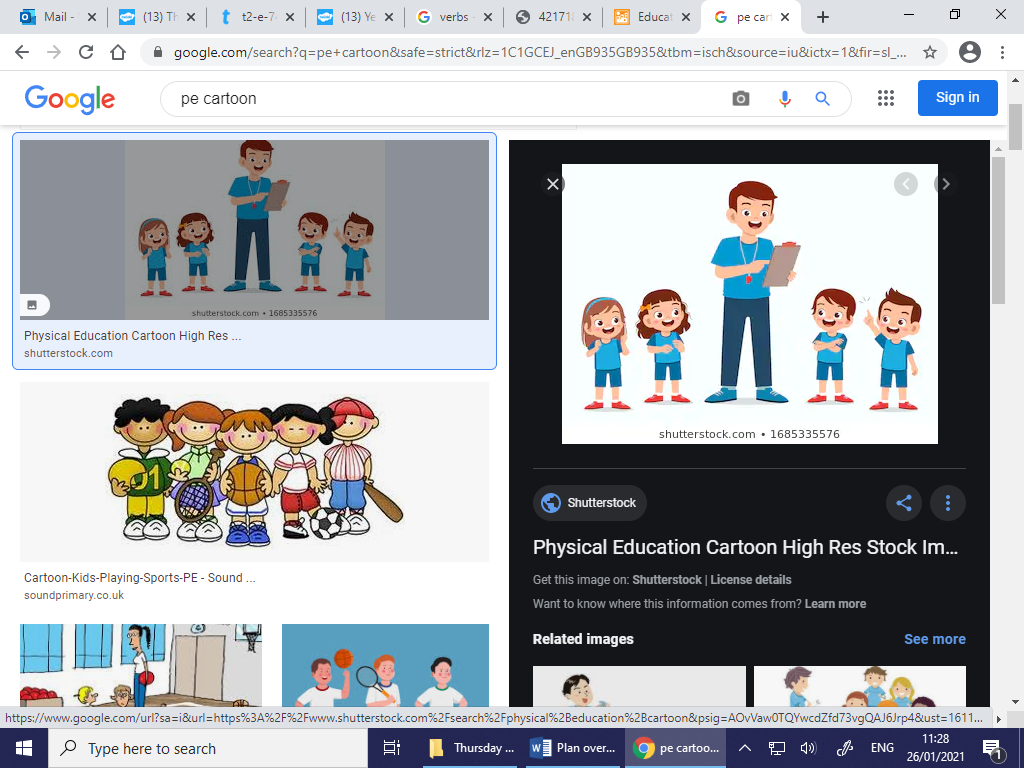 Mail -
(13) Th
t2-e-74
(13) Ye
verbs -
421718
Educat
pe cart
google.com/search?q=pe+cartoon&safe=strict&rlz=1C1GCEJ_enGB935GB935&tbm=isch&source=iu&ictx=1&fir=sl_...
Google
pe cartoon
Sign in
shutterstock.com • 1685335576
Physical Education Cartoon High Res ...
shutterstock.com
Cartoon-Kids-Playing-Sports-PE - Sound ...
soundprimary.co.uk
shutterstock.com • 1685335576
Shutterstock
Physical Education Cartoon High Res Stock Im...
Get this image on: Shutterstock | License details
Want to know where this information comes from? Learn more
Related images
See more
https://www.google.com/url?sa=i&url=https%3A%2F%2Fwww.shutterstock.com%2Fsearch%2Fphysical%2Beducation%2Bcartoon&psig=AOvVaw0TQYwcdZfd73vgQAJ6Jrp4&ust=1611...
Type here to search
Thursday ...
Plan over...
pe cartoo...
ENG
11:28
26/01/2021
1